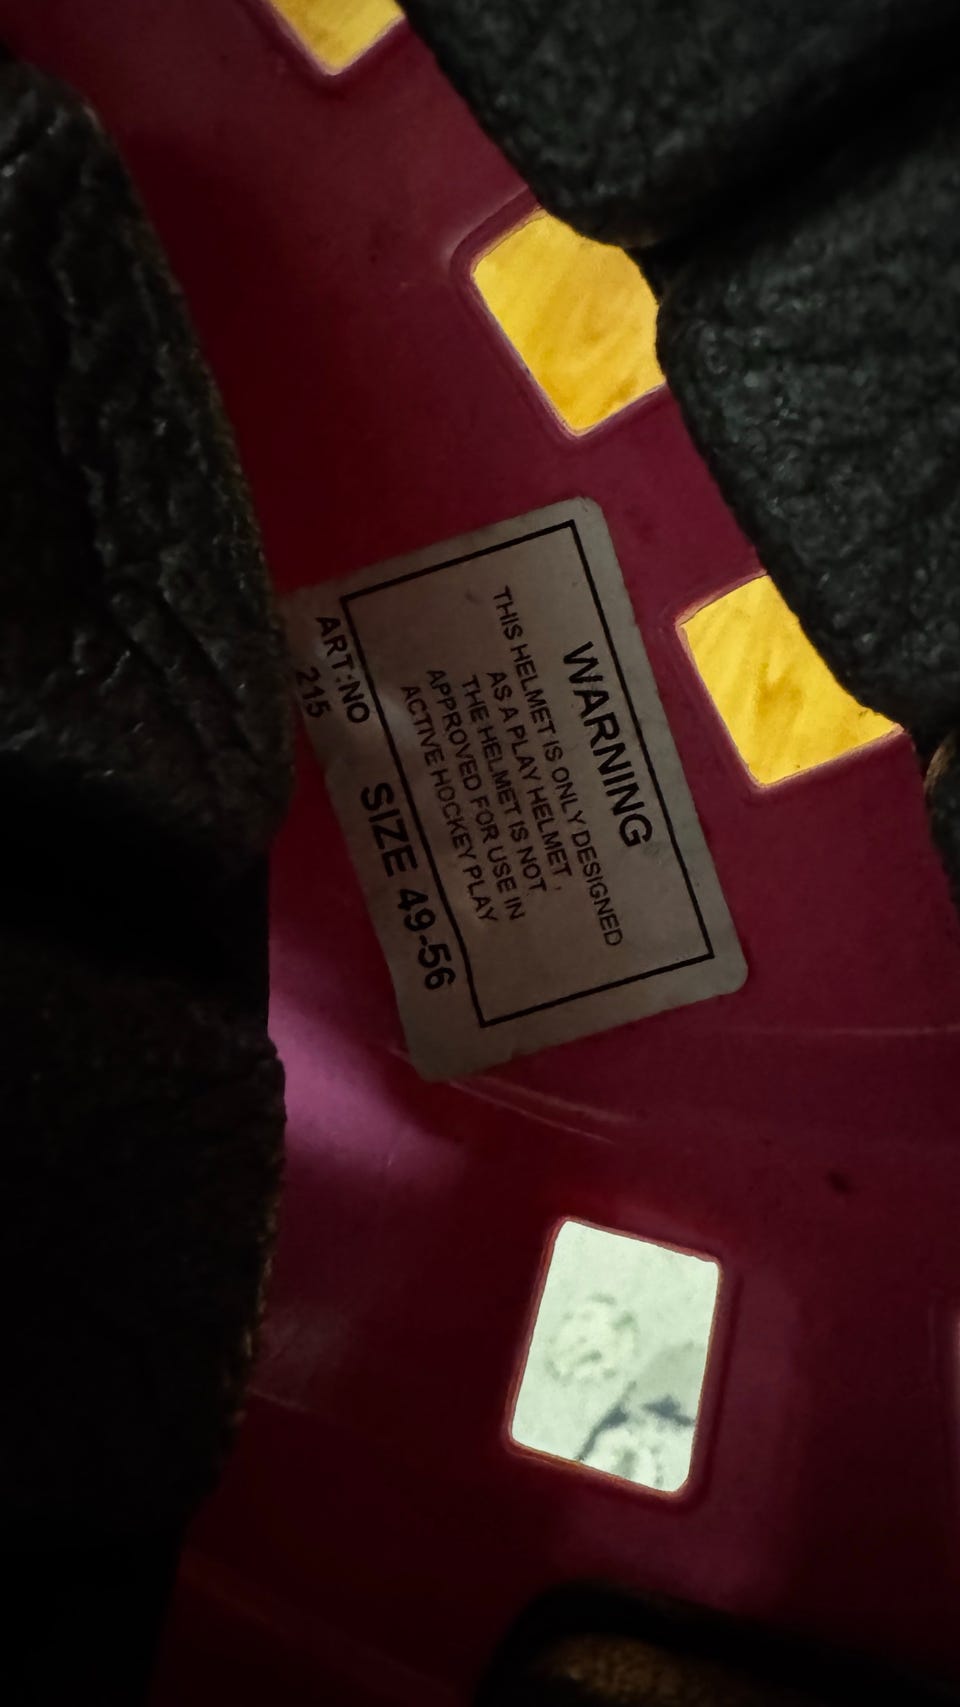 WARNING
THIS HELMET IS ONLY DESIGNED
AS A PLAY HELMET,
THE HELMET IS NOT
APPROVED FOR USE IN
ACTIVE HOCKEY PLAY
ART:NO
215
SIZE 49-56